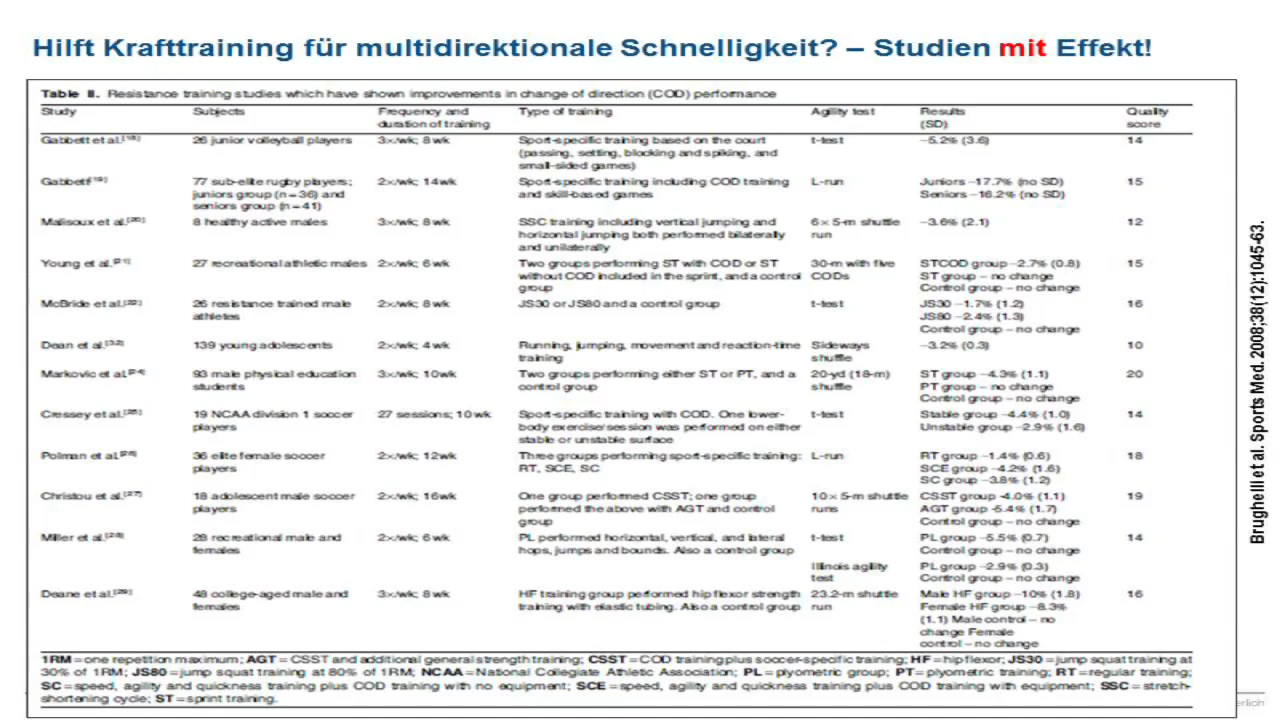 Hilft Krafttraining für multidirektionale Schnelligkeit? – Studien mit Effekt!
Table II. Resistance training studies which have shown improvements in change of direction (COD) performance
Study Subjects Frequency and duration of training Type of training Agility test Results (SD) Quality score
Gabbett et al.[18] 26 junior volleyball players 3×/wk; 8 wk Sport-specific training based on the court (passing, setting, blocking and spiking, and small-sided games) t-test −5.2% (3.6) 14
Gabbett[19] 77 sub-elite rugby players; juniors group (n = 36) and seniors group (n = 41) 2×/wk; 14 wk Sport-specific training including COD training and skill-based games L-run Juniors −17.7% (no SD) Seniors −16.2% (no SD) 15
Malisoux et al.[20] 8 healthy active males 3×/wk; 8 wk SSC training including vertical jumping and horizontal jumping both performed bilaterally and unilaterally 6 × 5-m shuttle run −3.6% (2.1) 12
Young et al.[21] 27 recreational athletic males 2×/wk; 6 wk Two groups performing ST with COD or ST without COD included in the sprint, and a control group 30-m with five CODs STCOD group −2.7% (0.8) ST group – no change Control group – no change 15
McBride et al.[22] 26 resistance trained male athletes 2×/wk; 8 wk JS30 or JS80 and a control group t-test JS30 −1.7% (1.2) JS80 −2.4% (1.3) Control group – no change 16
Dean et al. 139 young adolescents 2×/wk; 4 wk Running, jumping, movement and reaction-time training Sideways shuffle −3.2% (0.3) 10
Markovic et al.[24] 93 male physical education students 3×/wk; 10 wk Two groups performing either ST or PT, and a control group 20-yd (18-m) shuffle ST group −4.3% (1.1) PT group – no change Control group – no change 20
Cressey et al.[25] 19 NCAA division 1 soccer players 27 sessions; 10 wk Sport-specific training with COD. One lower-body exercise/session was performed on either stable or unstable surface t-test Stable group −4.4% (1.0) Unstable group −2.9% (1.6) 14
Polman et al.[26] 36 elite female soccer players 2×/wk; 12 wk Three groups performing sport-specific training: RT, SCE, SC L-run RT group −1.4% (0.6) SCE group -4.2% (1.6) SC group −3.8% (1.2) 18
Christou et al.[27] 18 adolescent male soccer players 2×/wk; 16 wk One group performed CSST; one group performed the above with AGT and control group 10 × 5-m shuttle runs CSST group -4.0% (1.1) AGT group -5.4% (1.7) Control group – no change 19
Miller et al.[28] 28 recreational male and females 2×/wk; 6 wk PL performed horizontal, vertical, and lateral hops, jumps and bounds. Also a control group t-test PL group −5.5% (0.7) Control group – no change 14
Illinois agility test PL group −2.9% (0.3) Control group – no change
Deane et al.[29] 48 college-aged male and females 3×/wk; 8 wk HF training group performed hip flexor strength training with elastic tubing. Also a control group 23.2-m shuttle run Male HF group −10% (1.8) Female HF group −8.3% (1.1) Male control – no change Female control – no change 16
1RM = one repetition maximum; AGT = CSST and additional general strength training; CSST = COD training plus soccer-specific training; HF = hip flexor; JS30 = jump squat training at
30% of 1RM; JS80 = jump squat training at 80% of 1RM; NCAA = National Collegiate Athletic Association; PL = plyometric group; PT = plyometric training; RT = regular training;
SC = speed, agility and quickness training plus COD training with no equipment; SCE = speed, agility and quickness training plus COD training with equipment; SSC = stretch-
shortening cycle; ST = sprint training.
Brughelli et al. Sports Med. 2008;38(12):1045-63.
erlich